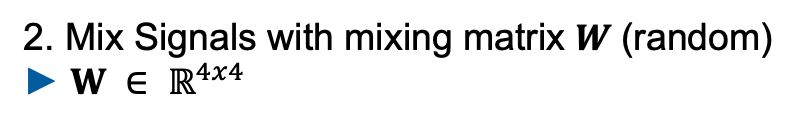 2. Mix Signals with mixing matrix 𝑾 (random)
▶ 𝐖 ∈ ℝ⁴ˣ⁴